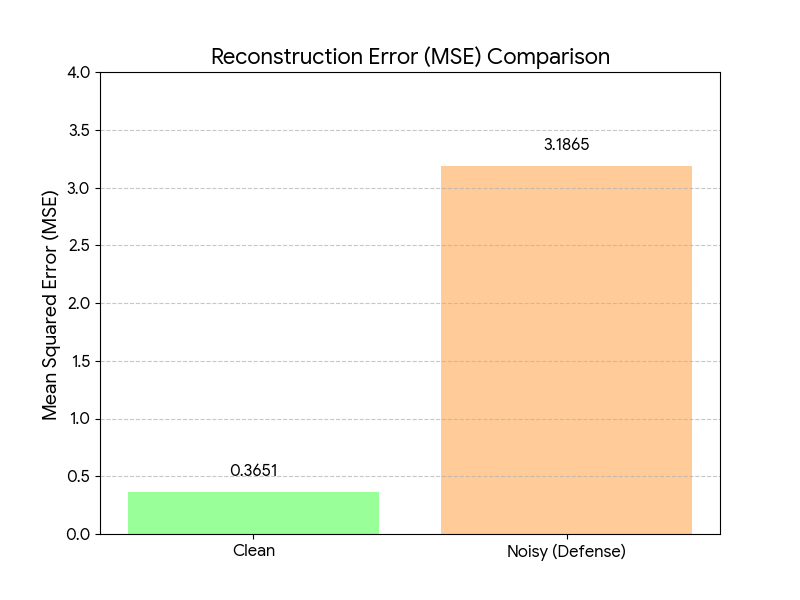 Reconstruction Error (MSE) Comparison
Mean Squared Error (MSE)
4.0
3.5
3.0
2.5
2.0
1.5
1.0
0.5
0.0
0.3651
3.1865
Clean
Noisy (Defense)